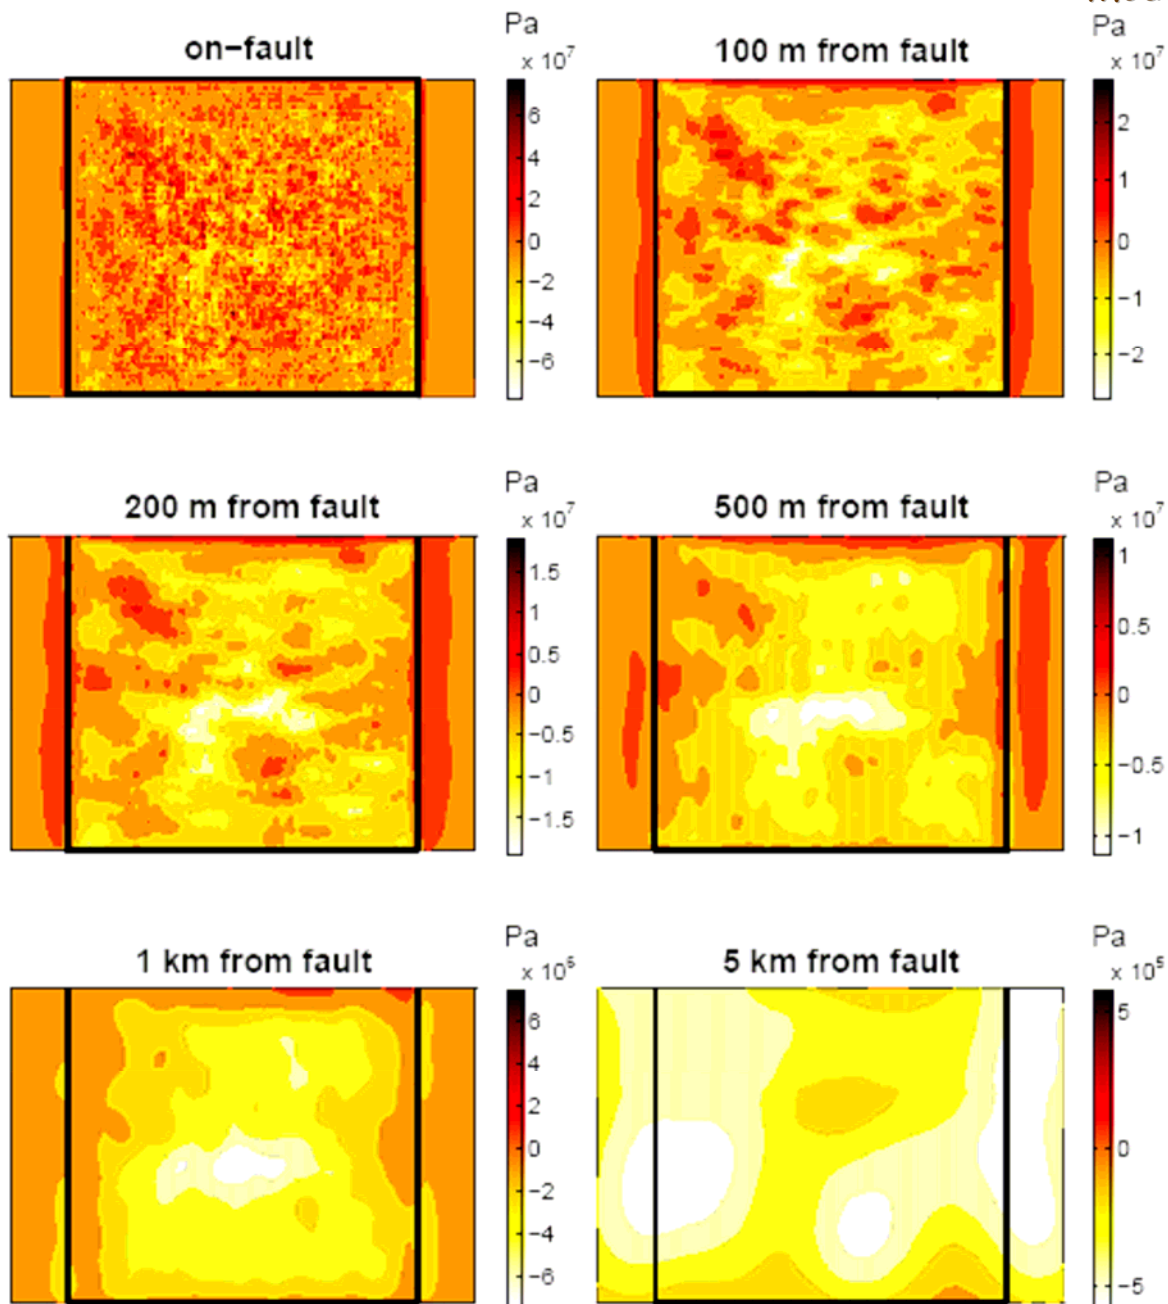 on−fault
Pa
x 10^7
6
4
2
0
−2
−4
−6
100 m from fault
Pa
x 10^7
2
1
0
−1
−2
200 m from fault
Pa
x 10^7
1.5
1
0.5
0
−0.5
−1
−1.5
500 m from fault
Pa
x 10^7
1
0.5
0
−0.5
−1
1 km from fault
Pa
x 10^6
6
4
2
0
−2
−4
−6
5 km from fault
Pa
x 10^5
5
0
−5